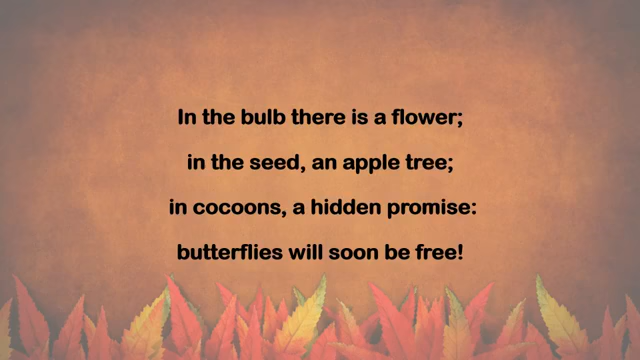 In the bulb there is a flower;
in the seed, an apple tree;
in cocoons, a hidden promise:
butterflies will soon be free!